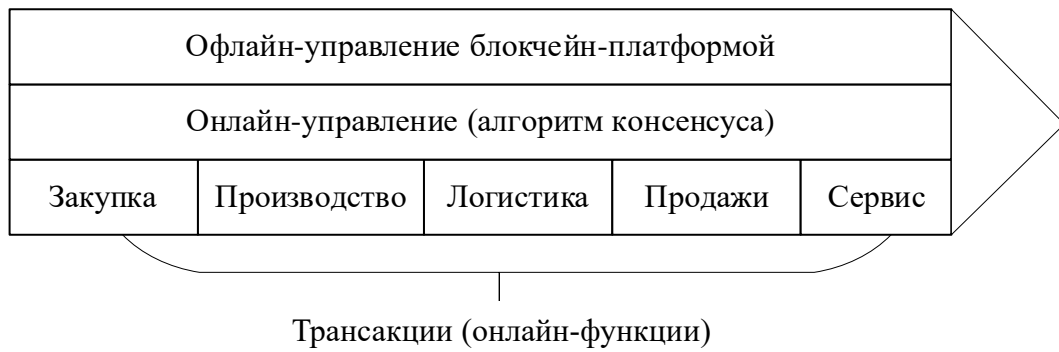 Офлайн-управление блокчейн-платформой
Онлайн-управление (алгоритм консенсуса)
Закупка
Производство
Логистика
Продажи
Сервис
Трансакции (онлайн-функции)